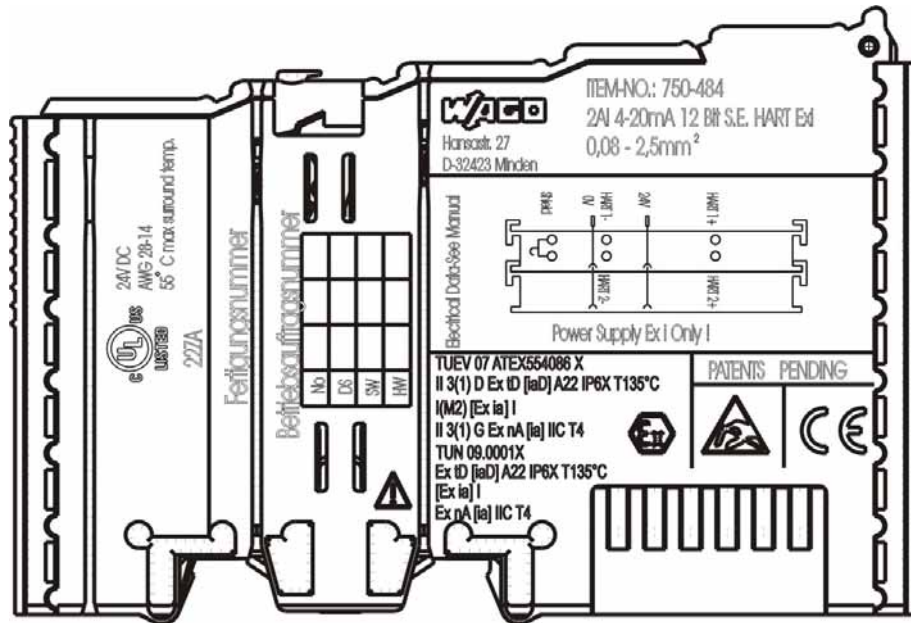 24V DC
AWG 28-14
55° C max surround temp.
C UL US
LISTED
227A
Fertigungsnummer
Betriebsauftragsnummer
No
DS
SW
HW
WAGO
Hansastr. 27
D-32423 Minden
ITEM-NO.: 750-484
2AI 4-20mA 12 Bit S.E. HART Exi
0,08 - 2,5mm²
Electrical Data-See Manual
Shield
0V
HART 1-
24V
HART 1+
HART 2-
HART 2+
Power Supply Ex i Only !
TUEV 07 ATEX554086 X
II 3(1) D Ex tD [iaD] A22 IP6X T135°C
I(M2) [Ex ia] I
II 3(1) G Ex nA [ia] IIC T4
TUN 09.0001X
Ex tD [iaD] A22 IP6X T135°C
[Ex ia] I
Ex nA [ia] IIC T4
Ex
PATENTS PENDING
CE